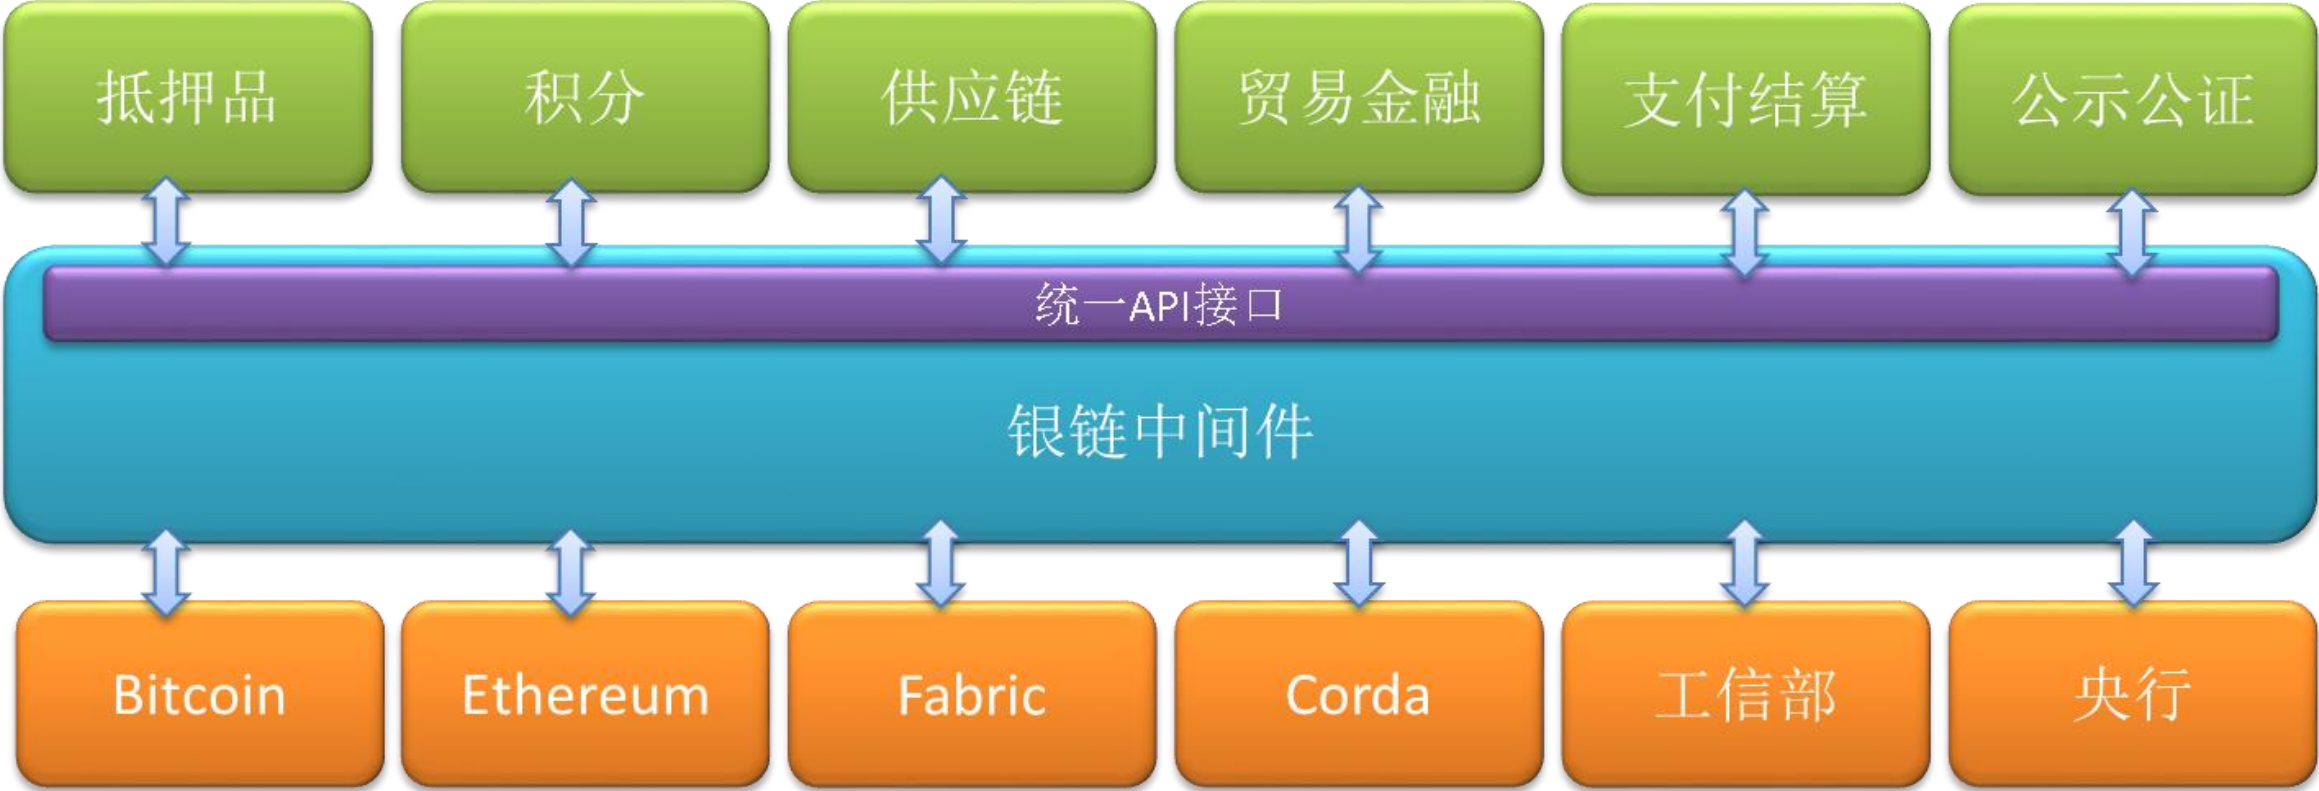 抵押品
积分
供应链
贸易金融
支付结算
公示公证
统一API接口
银链中间件
Bitcoin
Ethereum
Fabric
Corda
工信部
央行